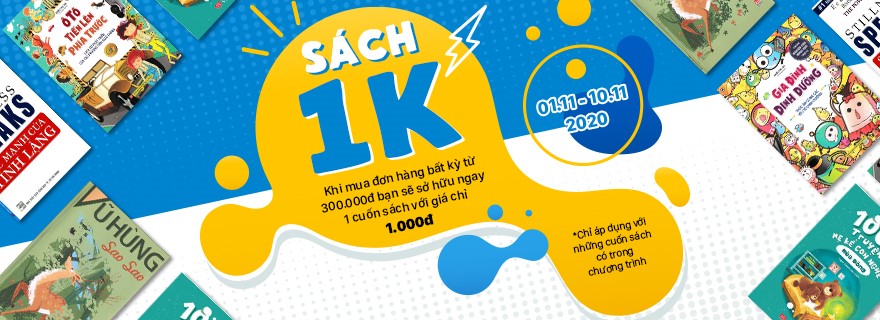 SÁCH
1K
Khi mua đơn hàng bất kỳ từ
300.000đ bạn sẽ sở hữu ngay
1 cuốn sách với giá chỉ
1.000đ
01.11 - 10.11
2020
*Chỉ áp dụng với
những cuốn sách
có trong
chương trình
Ô TÔ
TIẾN LÊN
PHÍA TRƯỚC
GIA ĐÌNH
DINH DƯỠNG
VŨ HÙNG
Sao Sao